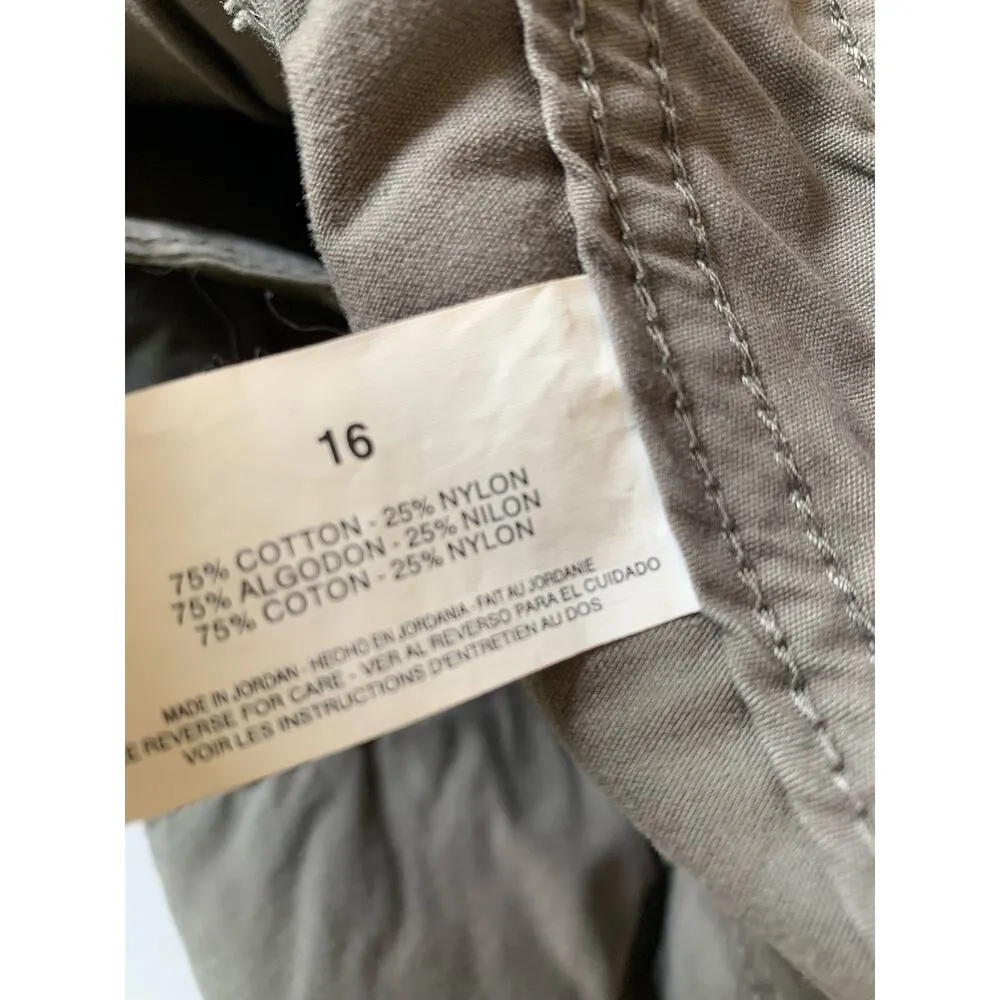 16
75% COTTON - 25% NYLON
75% ALGODON - 25% NILON
75% COTON - 25% NYLON
MADE IN JORDAN - HECHO EN JORDANIA - FAIT AU JORDANIE
REVERSE FOR CARE - VER AL REVERSO PARA EL CUIDADO
VOIR LES INSTRUCTIONS D'ENTRETIEN AU DOS